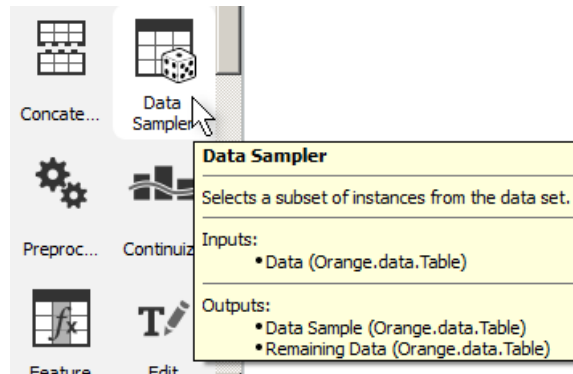 Concate...
Data
Sampler
Data Sampler
Selects a subset of instances from the data set.
Preproc...
Continuiz
Inputs:
• Data (Orange.data.Table)
Outputs:
• Data Sample (Orange.data.Table)
• Remaining Data (Orange.data.Table)
fx
T
Feature
Edit